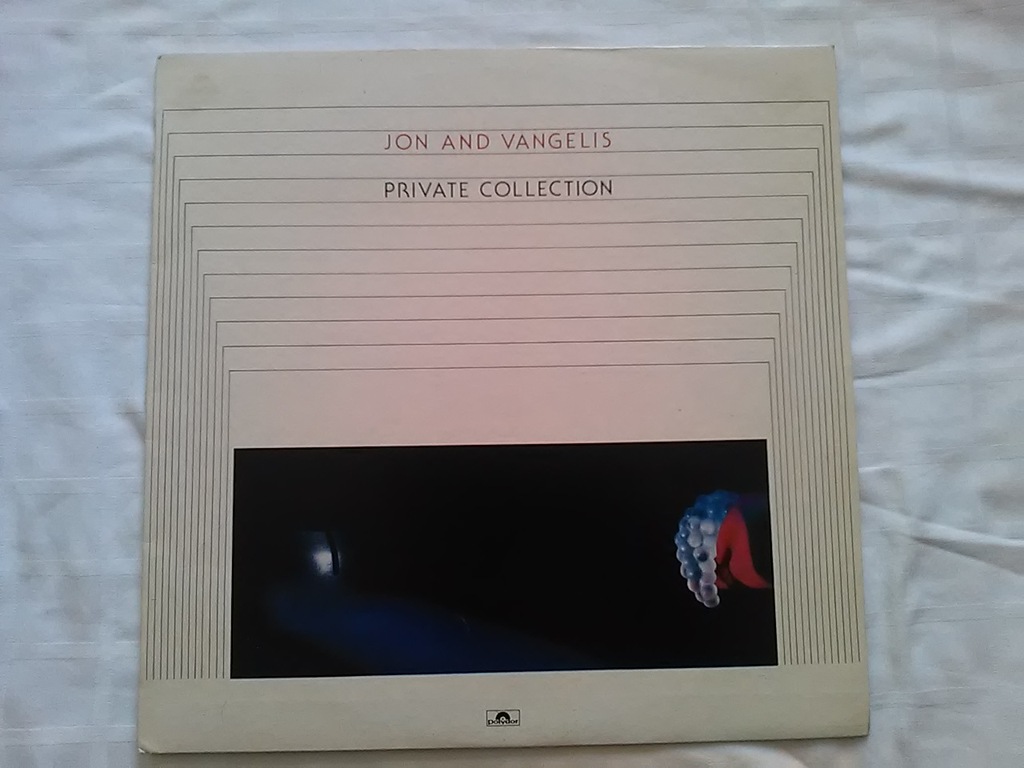 JON AND VANGELIS
PRIVATE COLLECTION
polydor